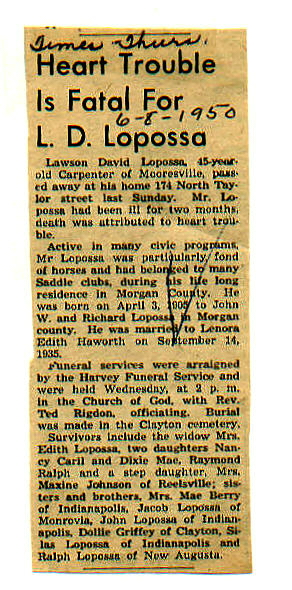 Times Thurs.
Heart Trouble
Is Fatal For
6-8-1950
L. D. Lopossa
Lawson David Lopossa, 45-year-
old Carpenter of Mooresville, pass-
ed away at his home 174 North Tay-
lor street last Sunday. Mr. Lo-
possa had been ill for two months,
death was attributed to heart trou-
ble.
Active in many civic programs,
Mr Lopossa was particularly fond
of horses and had belonged to many
Saddle clubs, during his life long
residence in Morgan County. He
was born on April 3, 1905 to John
W. and Richard Lopossa in Morgan
county. He was married to Lenora
Edith Haworth on September 14,
1935.
Funeral services were arraigned
by the Harvey Funeral Service and
were held Wednesday, at 2 p. m.
in the Church of God, with Rev.
Ted Rigdon, officiating. Burial
was made in the Clayton cemetery.
Survivors include the widow Mrs.
Edith Lopossa, two daughters Nan-
cy Caril and Dixie Mae, Raymond
Ralph and a step daughter, Mrs.
Maxine Johnson of Reelsville; sis-
ters and brothers, Mrs. Mae Berry
of Indianapolis, Jacob Lopossa of
Monrovia, John Lopossa of Indian-
apolis, Dollie Griffey of Clayton, Si-
las Lopossa of Indianapolis and
Ralph Lopossa of New Augusta.